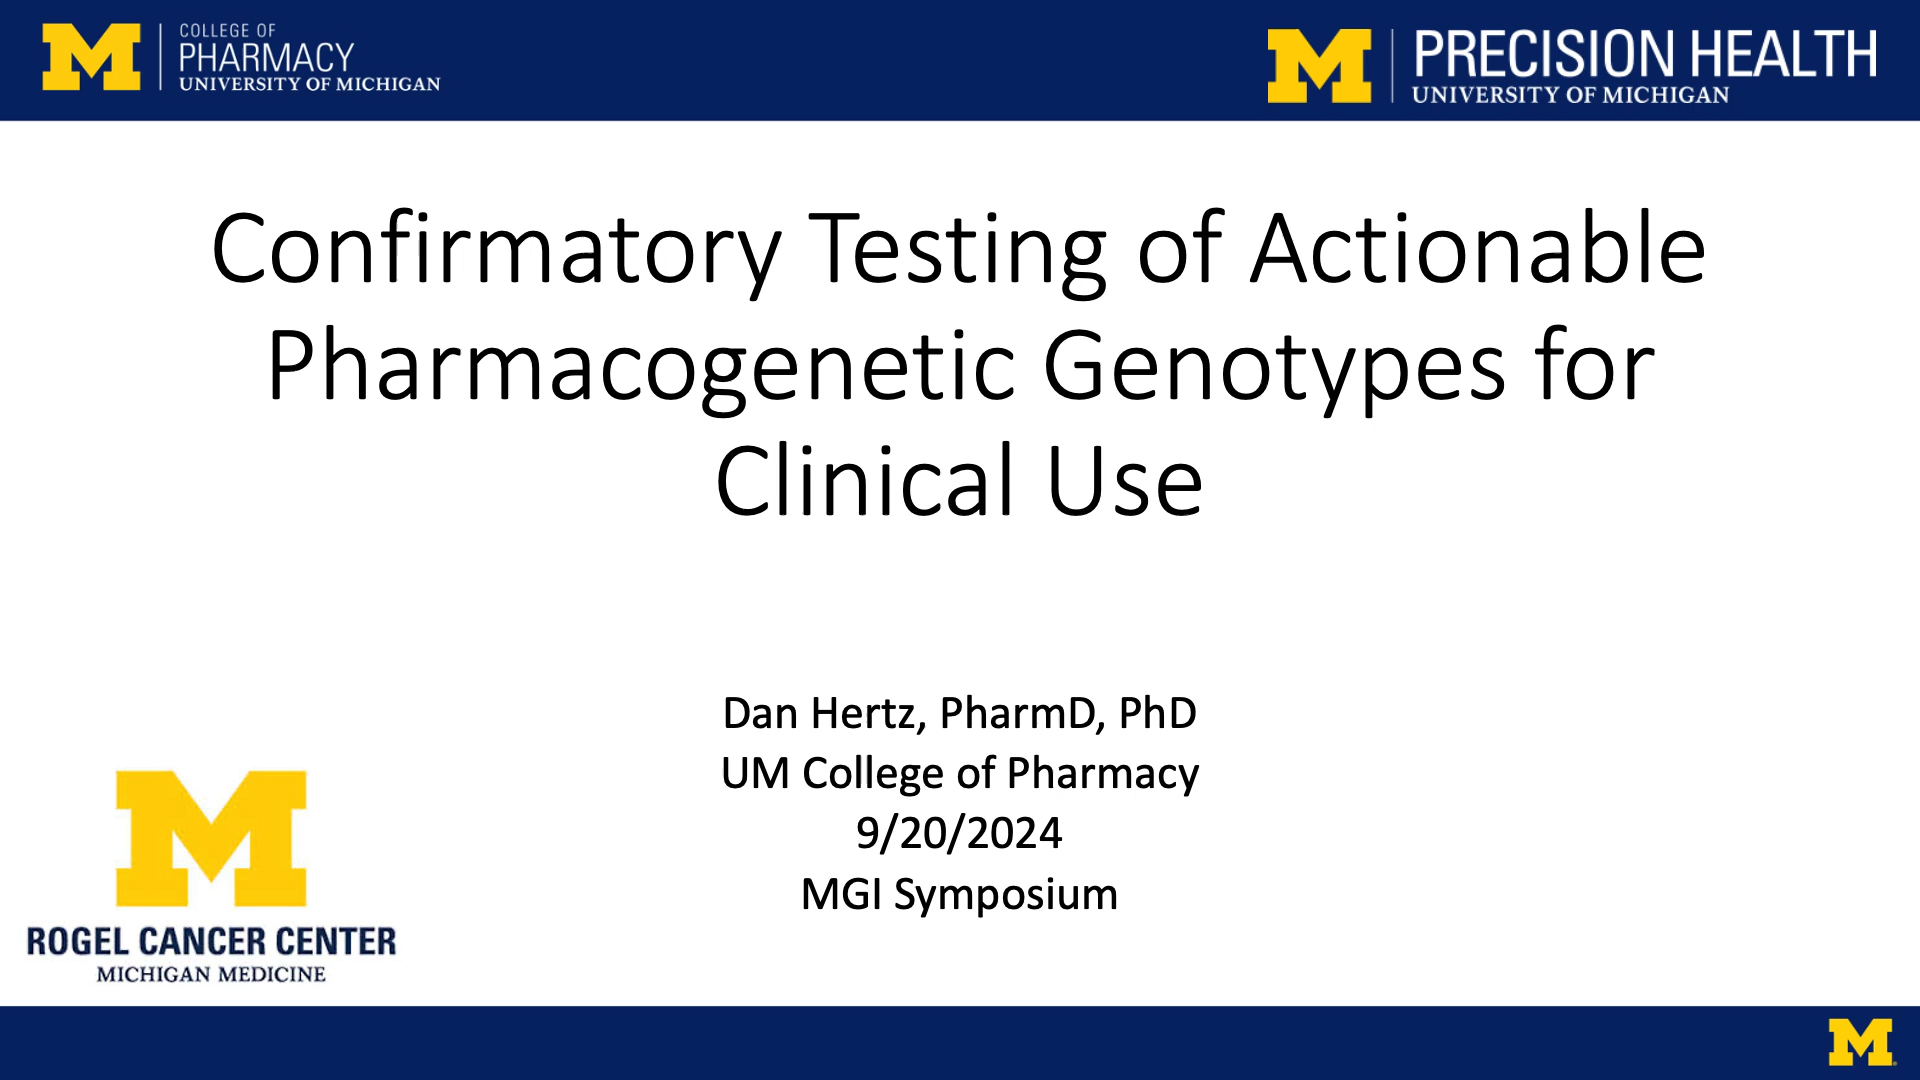 COLLEGE OF
PHARMACY
UNIVERSITY OF MICHIGAN
PRECISION HEALTH
UNIVERSITY OF MICHIGAN
Confirmatory Testing of Actionable
Pharmacogenetic Genotypes for
Clinical Use
Dan Hertz, PharmD, PhD
UM College of Pharmacy
9/20/2024
MGI Symposium
M
ROGEL CANCER CENTER
MICHIGAN MEDICINE
M